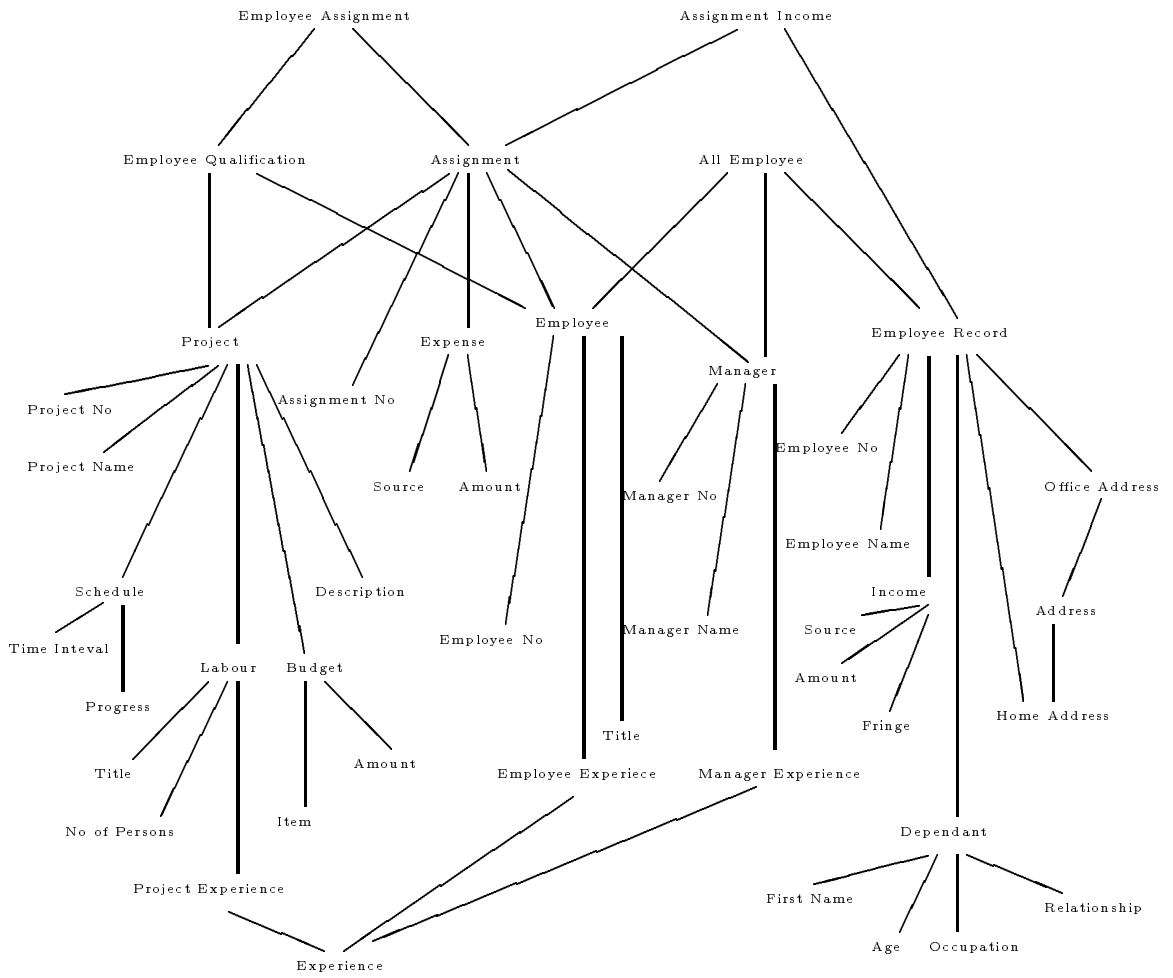 Employee Assignment
Assignment Income
Employee Qualification
Assignment
All Employee
Employee
Employee Record
Project
Expense
Manager
Assignment No
Project No
Employee No
Project Name
Source
Amount
Manager No
Office Address
Employee Name
Schedule
Description
Income
Address
Source
Employee No
Manager Name
Time Inteval
Labour
Budget
Amount
Progress
Home Address
Fringe
Title
Amount
Title
Employee Experiece
Manager Experience
Item
No of Persons
Dependant
Project Experience
First Name
Relationship
Age
Occupation
Experience